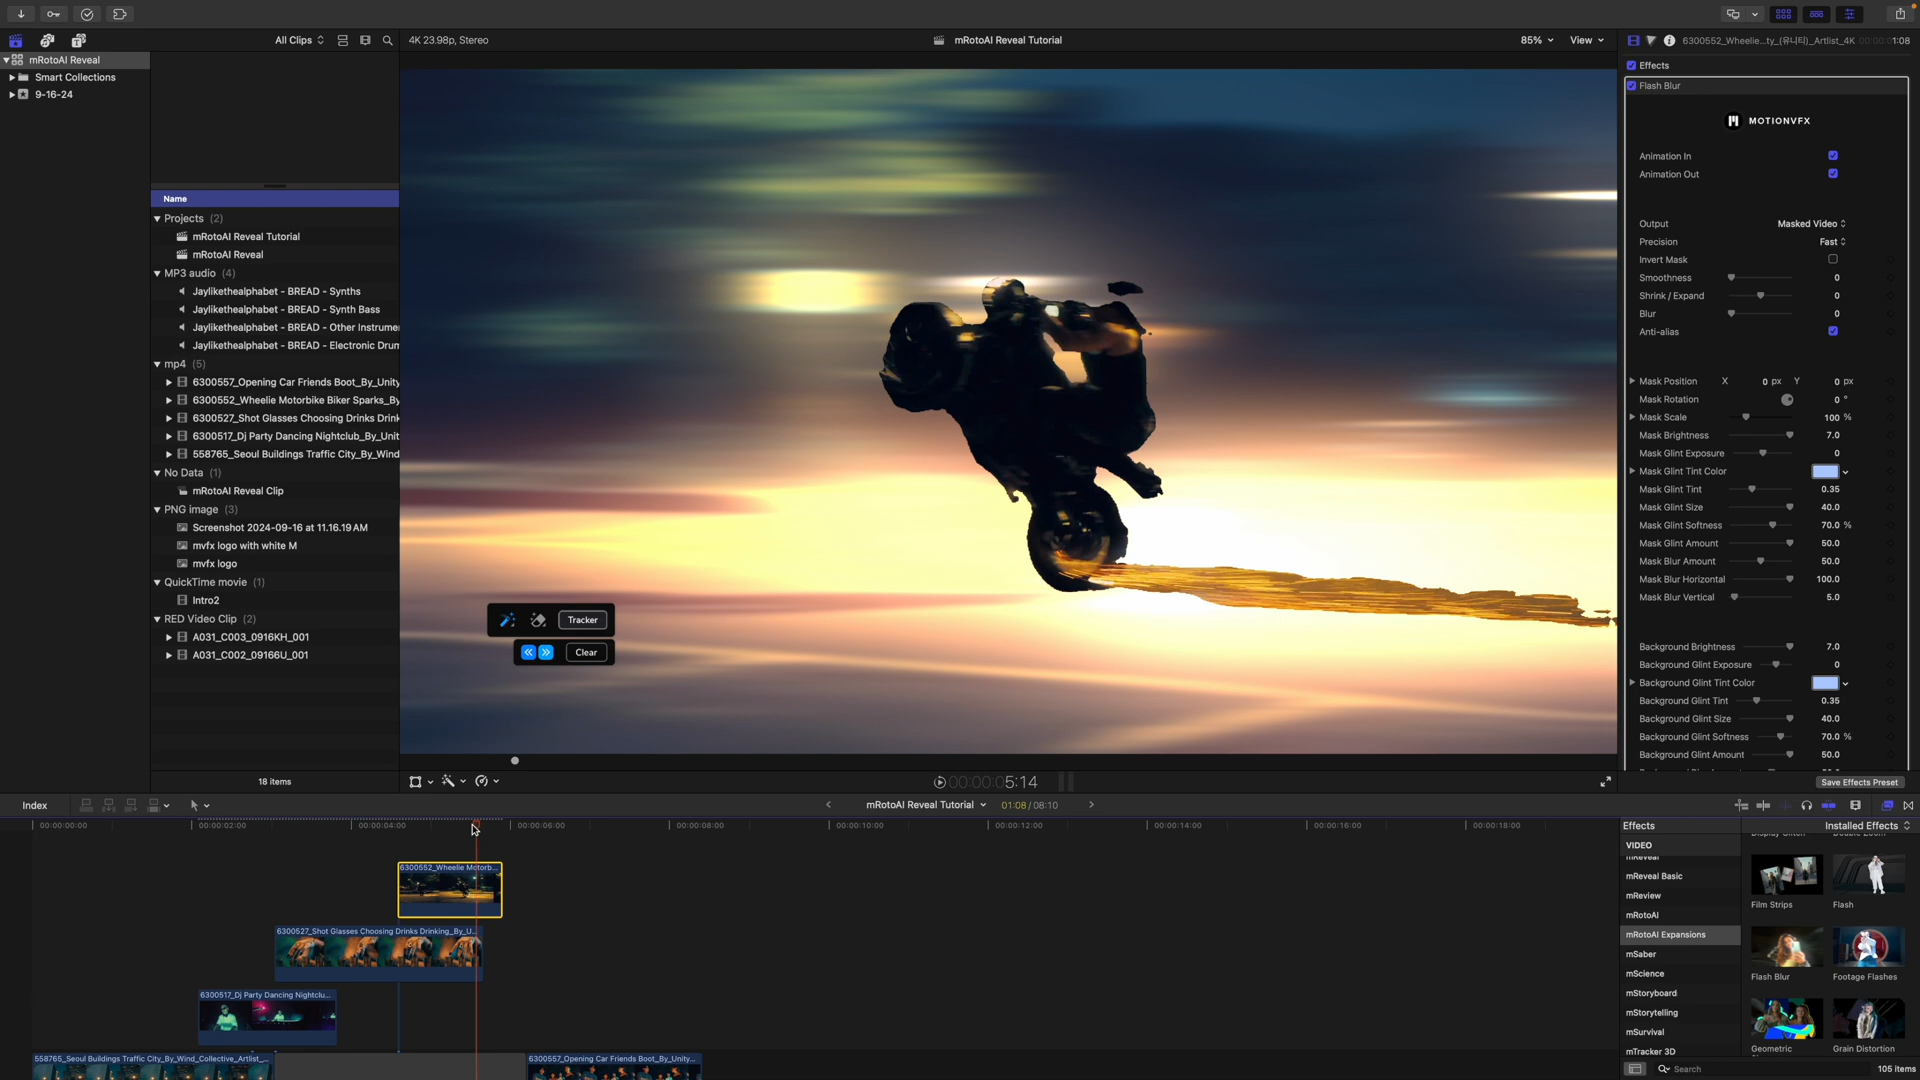 All Clips
4K 23.98p, Stereo
mRotoAI Reveal Tutorial
85%
View
6300552_Wheelie...ty_(유니티)_Artlist_4K
00:00:01:08
mRotoAI Reveal
Smart Collections
9-16-24
Name
Projects (2)
mRotoAI Reveal Tutorial
mRotoAI Reveal
MP3 audio (4)
Jaylikethealphabet - BREAD - Synths
Jaylikethealphabet - BREAD - Synth Bass
Jaylikethealphabet - BREAD - Other Instrumen
Jaylikethealphabet - BREAD - Electronic Drum
mp4 (5)
6300557_Opening Car Friends Boot_By_Unity
6300552_Wheelie Motorbike Biker Sparks_By
6300527_Shot Glasses Choosing Drinks Drink
6300517_Dj Party Dancing Nightclub_By_Unit
558765_Seoul Buildings Traffic City_By_Wind
No Data (1)
mRotoAI Reveal Clip
PNG image (3)
Screenshot 2024-09-16 at 11.16.19 AM
mvfx logo with white M
mvfx logo
QuickTime movie (1)
Intro2
RED Video Clip (2)
A031_C003_0916KH_001
A031_C002_09166U_001
18 items
Tracker
Clear
00:00:05:14
Effects
Flash Blur
MOTIONVFX
Animation In
Animation Out
Output Masked Video
Precision Fast
Invert Mask
Smoothness 0
Shrink / Expand 0
Blur 0
Anti-alias
Mask Position X 0 px Y 0 px
Mask Rotation 0 °
Mask Scale 100 %
Mask Brightness 7.0
Mask Glint Exposure 0
Mask Glint Tint Color
Mask Glint Tint 0.35
Mask Glint Size 40.0
Mask Glint Softness 70.0 %
Mask Glint Amount 50.0
Mask Blur Amount 50.0
Mask Blur Horizontal 100.0
Mask Blur Vertical 5.0
Background Brightness 7.0
Background Glint Exposure 0
Background Glint Tint Color
Background Glint Tint 0.35
Background Glint Size 40.0
Background Glint Softness 70.0 %
Background Glint Amount 50.0
Save Effects Preset
Index
mRotoAI Reveal Tutorial
01:08 / 08:10
00:00:00:00
00:00:02:00
00:00:04:00
00:00:06:00
00:00:08:00
00:00:10:00
00:00:12:00
00:00:14:00
00:00:16:00
00:00:18:00
6300552_Wheelie Motorb...
6300527_Shot Glasses Choosing Drinks Drinking_By_U...
6300517_Dj Party Dancing Nightclu...
558765_Seoul Buildings Traffic City_By_Wind_Collective_Artlist_...
6300557_Opening Car Friends Boot_By_Unity...
Effects
Installed Effects
VIDEO
mReveal
mReveal Basic
mReview
mRotoAI
mRotoAI Expansions
mSaber
mScience
mStoryboard
mStorytelling
mSurvival
mTracker 3D
Film Strips
Flash
Flash Blur
Footage Flashes
Geometric
Grain Distortion
Search
105 items